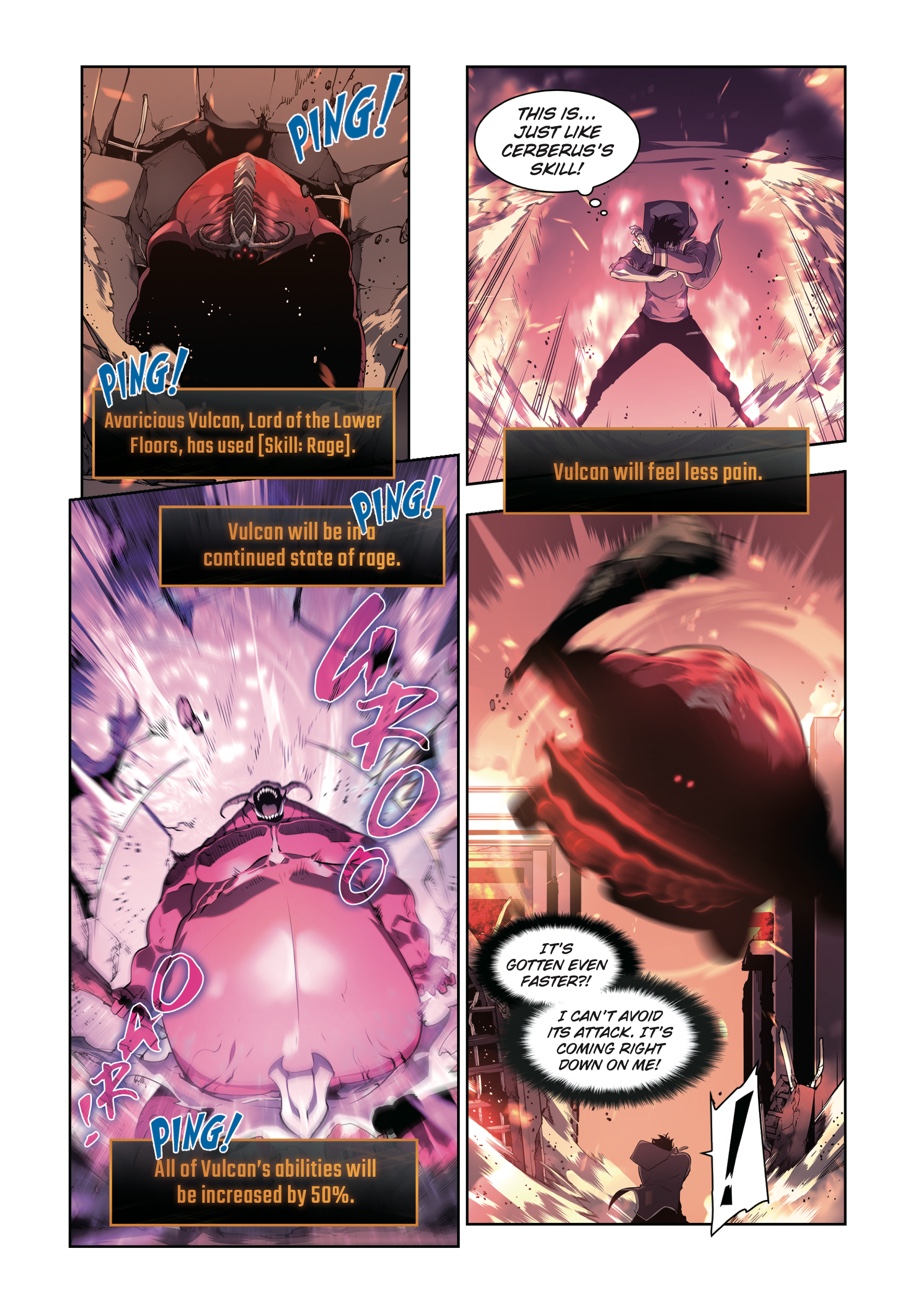 PING!
PING!
Avaricious Vulcan, Lord of the Lower
Floors, has used [Skill: Rage].
PING!
Vulcan will be in a
continued state of rage.
GROO
OARA!
PING!
All of Vulcan's abilities will
be increased by 50%.
THIS IS...
JUST LIKE
CERBERUS'S
SKILL!
Vulcan will feel less pain.
IT'S
GOTTEN EVEN
FASTER?!
I CAN'T AVOID
ITS ATTACK. IT'S
COMING RIGHT
DOWN ON ME!
!